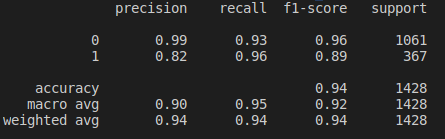 precision recall f1-score support
0 0.99 0.93 0.96 1061
1 0.82 0.96 0.89 367
accuracy 0.94 1428
macro avg 0.90 0.95 0.92 1428
weighted avg 0.94 0.94 0.94 1428